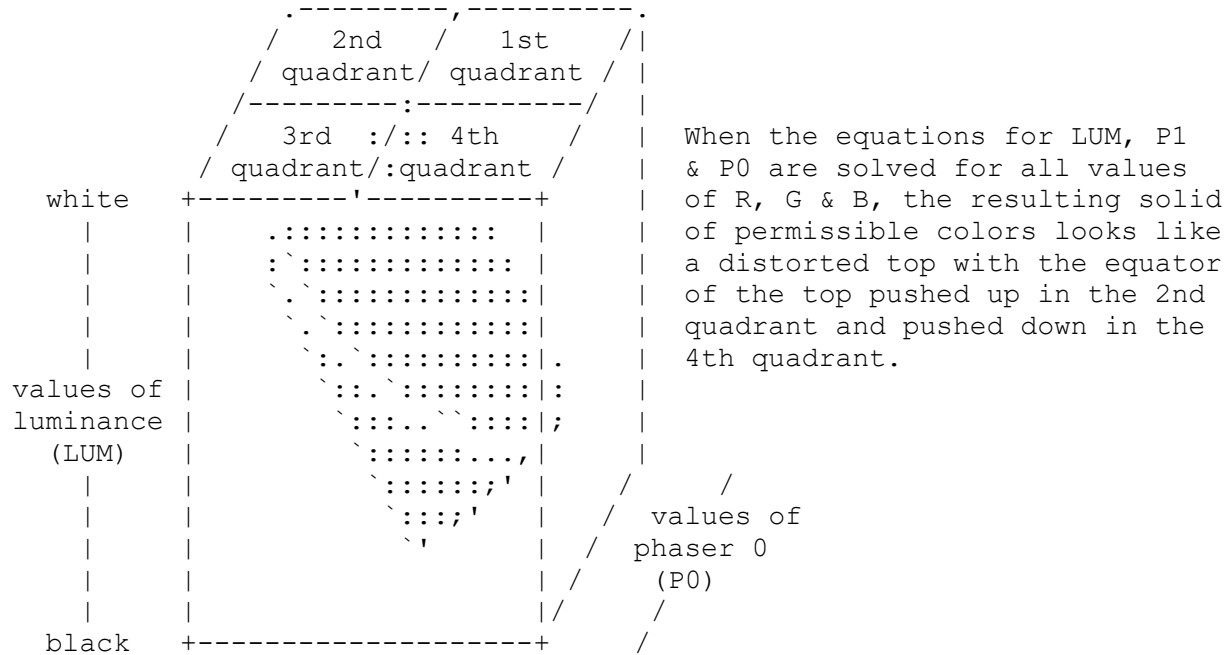 2nd 1st
quadrant quadrant
3rd 4th
quadrant quadrant
white
values of
luminance
(LUM)
black
When the equations for LUM, P1
& P0 are solved for all values
of R, G & B, the resulting solid
of permissible colors looks like
a distorted top with the equator
of the top pushed up in the 2nd
quadrant and pushed down in the
4th quadrant.
values of
phaser 0
(P0)